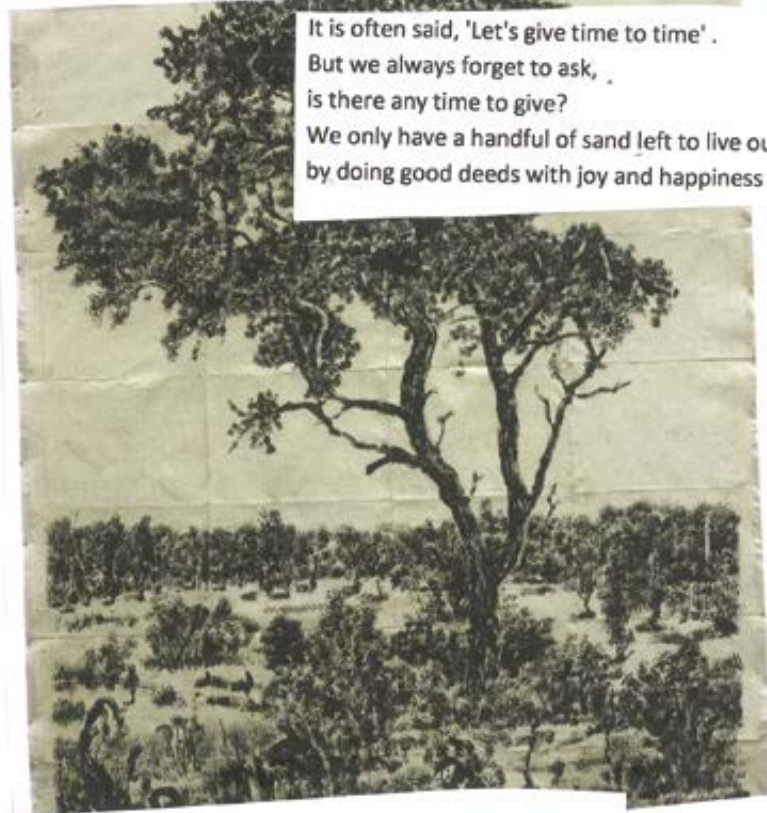 It is often said, 'Let's give time to time' .
But we always forget to ask,
is there any time to give?
We only have a handful of sand left to live ou
by doing good deeds with joy and happiness